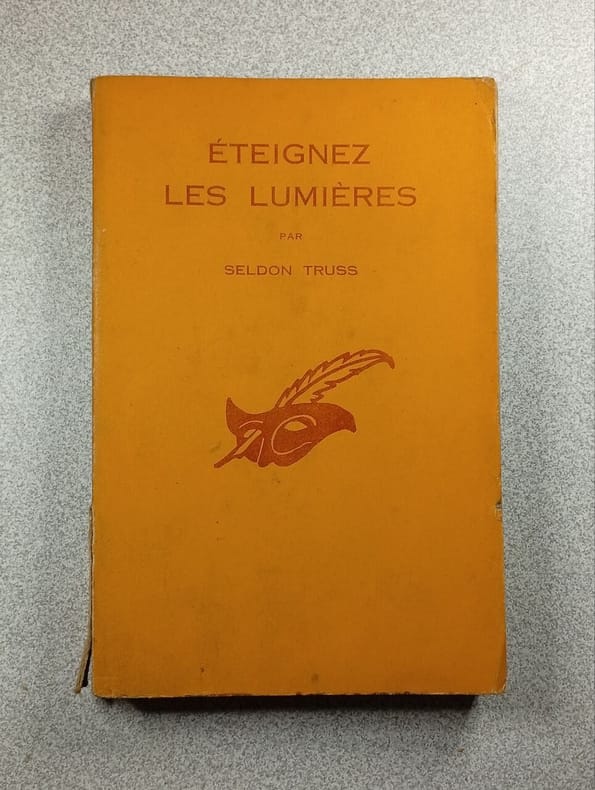 ÉTEIGNEZ
LES LUMIÈRES
PAR
SELDON TRUSS